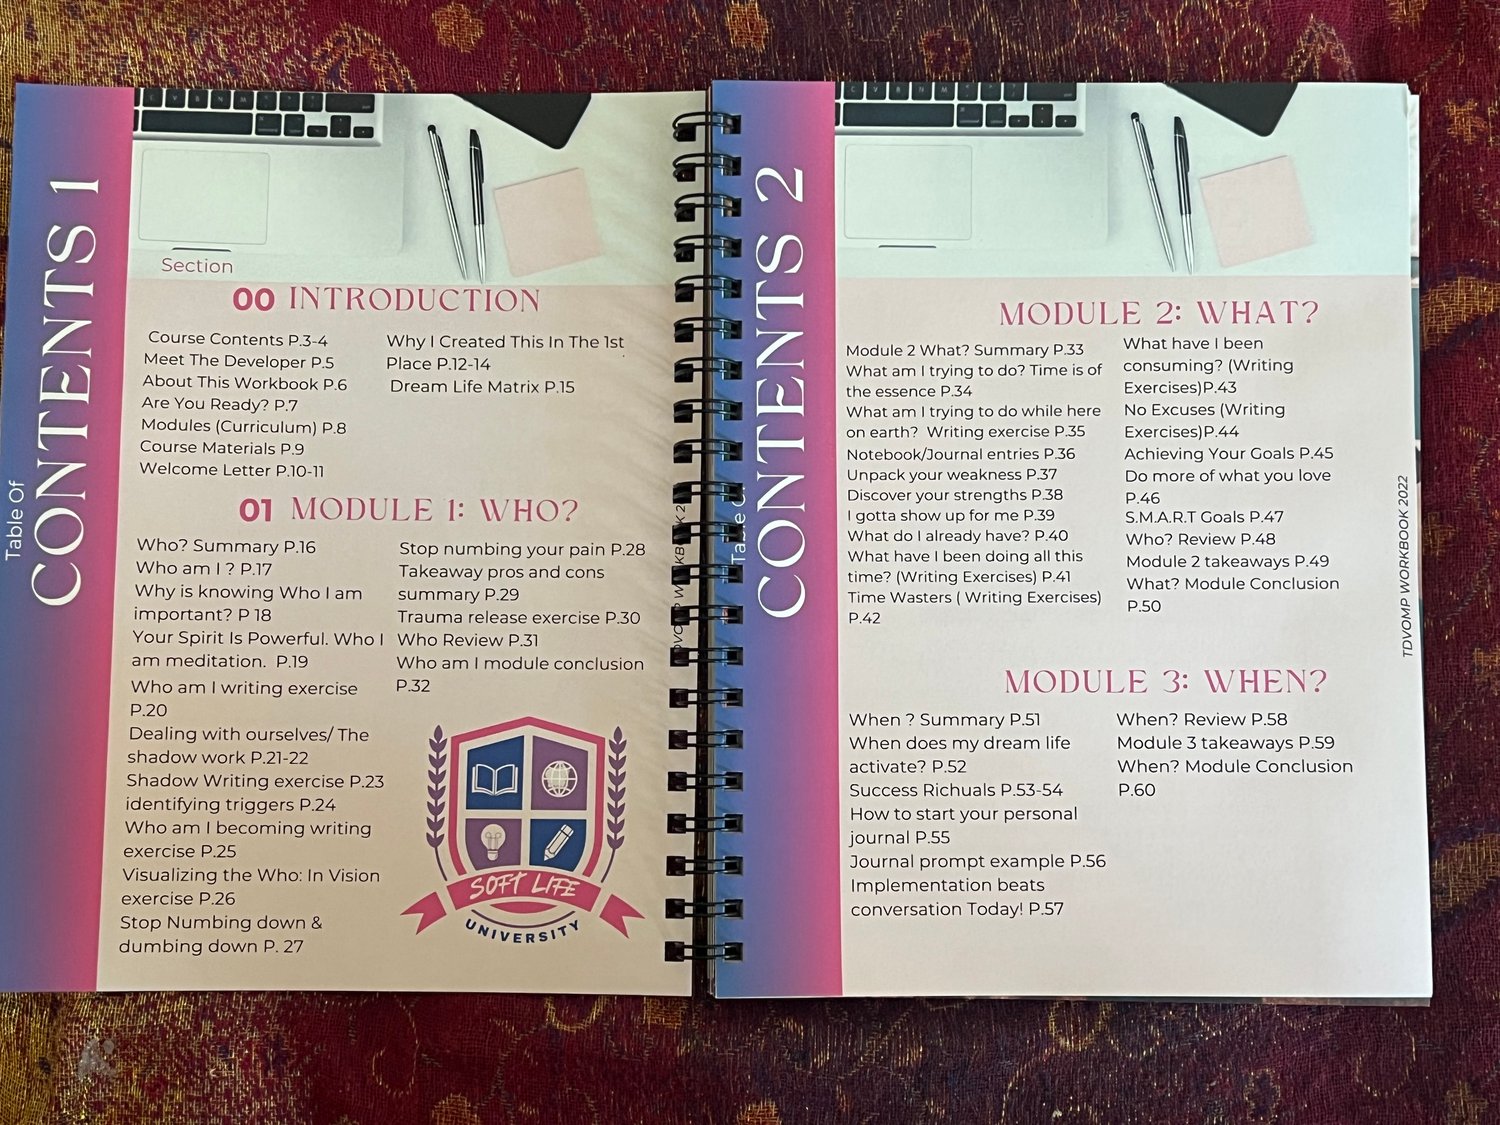 Table Of
CONTENTS 1
Section
00 INTRODUCTION
Course Contents P.3-4
Meet The Developer P.5
About This Workbook P.6
Are You Ready? P.7
Modules (Curriculum) P.8
Course Materials P.9
Welcome Letter P.10-11
Why I Created This In The 1st
Place P.12-14
Dream Life Matrix P.15
01 MODULE 1: WHO?
Who? Summary P.16
Who am I ? P.17
Why is knowing Who I am
important? P 18
Your Spirit Is Powerful. Who I
am meditation. P.19
Who am I writing exercise
P.20
Dealing with ourselves/ The
shadow work P.21-22
Shadow Writing exercise P.23
identifying triggers P.24
Who am I becoming writing
exercise P.25
Visualizing the Who: In Vision
exercise P.26
Stop Numbing down &
dumbing down P. 27
Stop numbing your pain P.28
Takeaway pros and cons
summary P.29
Trauma release exercise P.30
Who Review P.31
Who am I module conclusion
P.32
SOFT LIFE
UNIVERSITY
CONTENTS 2
MODULE 2: WHAT?
Module 2 What? Summary P.33
What am I trying to do? Time is of
the essence P.34
What am I trying to do while here
on earth? Writing exercise P.35
Notebook/Journal entries P.36
Unpack your weakness P.37
Discover your strengths P.38
I gotta show up for me P.39
What do I already have? P.40
What have I been doing all this
time? (Writing Exercises) P.41
Time Wasters ( Writing Exercises)
P.42
What have I been
consuming? (Writing
Exercises)P.43
No Excuses (Writing
Exercises)P.44
Achieving Your Goals P.45
Do more of what you love
P.46
S.M.A.R.T Goals P.47
Who? Review P.48
Module 2 takeaways P.49
What? Module Conclusion
P.50
MODULE 3: WHEN?
When ? Summary P.51
When does my dream life
activate? P.52
Success Richuals P.53-54
How to start your personal
journal P.55
Journal prompt example P.56
Implementation beats
conversation Today! P.57
When? Review P.58
Module 3 takeaways P.59
When? Module Conclusion
P.60
TDVOMP WORKBOOK 2022